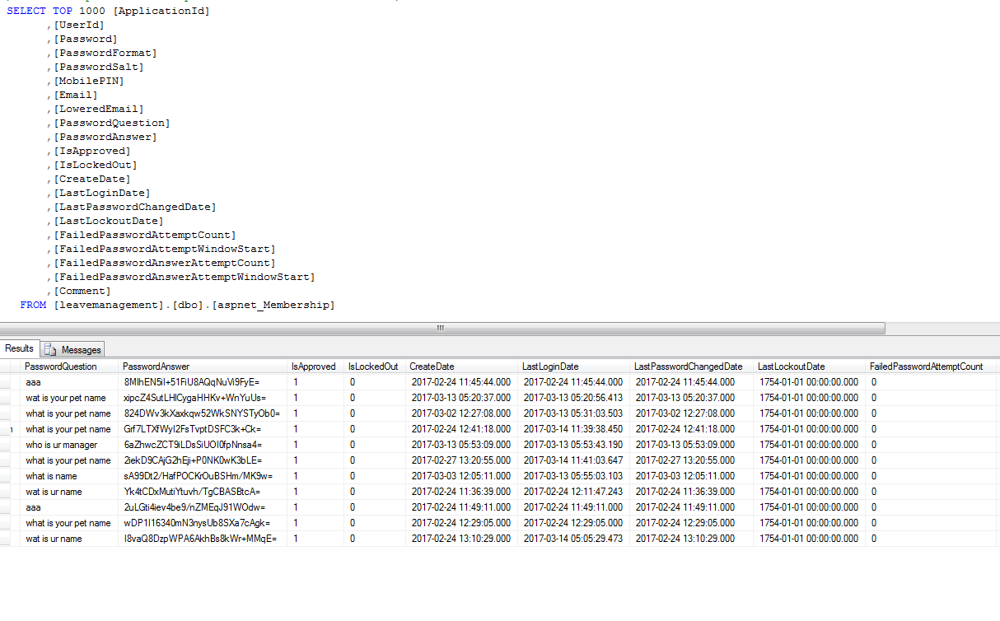 SELECT TOP 1000 [ApplicationId]
,[UserId]
,[Password]
,[PasswordFormat]
,[PasswordSalt]
,[MobilePIN]
,[Email]
,[LoweredEmail]
,[PasswordQuestion]
,[PasswordAnswer]
,[IsApproved]
,[IsLockedOut]
,[CreateDate]
,[LastLoginDate]
,[LastPasswordChangedDate]
,[LastLockoutDate]
,[FailedPasswordAttemptCount]
,[FailedPasswordAttemptWindowStart]
,[FailedPasswordAnswerAttemptCount]
,[FailedPasswordAnswerAttemptWindowStart]
,[Comment]
FROM [leavemanagement].[dbo].[aspnet_Membership]
Results Messages
PasswordQuestion PasswordAnswer IsApproved IsLockedOut CreateDate LastLoginDate LastPasswordChangedDate LastLockoutDate FailedPasswordAttemptCount
aaa 8MlhEN5il+51FiU8AQqNuVi9FyE= 1 0 2017-02-24 11:45:44.000 2017-02-24 11:45:44.000 2017-02-24 11:45:44.000 1754-01-01 00:00:00.000 0
wat is your pet name xipcZ4SutLHlCygaHHKv+WnYuUs= 1 0 2017-03-13 05:20:37.000 2017-03-13 05:20:56.413 2017-03-13 05:20:37.000 1754-01-01 00:00:00.000 0
what is your pet name 824DWv3kXaxkqw52WkSNYSTyOb0= 1 0 2017-03-02 12:27:08.000 2017-03-13 05:31:03.503 2017-03-02 12:27:08.000 1754-01-01 00:00:00.000 0
what is your pet name Grf7LTXfWyI2FsTvptDSFC3k+Ck= 1 0 2017-02-24 12:41:18.000 2017-03-14 11:39:38.450 2017-02-24 12:41:18.000 1754-01-01 00:00:00.000 0
who is ur manager 6aZhwcZCT9iLDsSiUOI0fpNnsa4= 1 0 2017-03-13 05:53:09.000 2017-03-13 05:53:43.190 2017-03-13 05:53:09.000 1754-01-01 00:00:00.000 0
what is your pet name 2iekD9CAjG2hEji+P0NK0wK3bLE= 1 0 2017-02-27 13:20:55.000 2017-03-14 11:41:03.647 2017-02-27 13:20:55.000 1754-01-01 00:00:00.000 0
what is name sA99Dt2/HafPOCKrOuBSHm/MK9w= 1 0 2017-03-03 12:05:11.000 2017-03-13 05:55:03.103 2017-03-03 12:05:11.000 1754-01-01 00:00:00.000 0
wat is ur name Yk4tCDxMutiYtuvh/TgCBASBtcA= 1 0 2017-02-24 11:36:39.000 2017-02-24 12:11:47.243 2017-02-24 11:36:39.000 1754-01-01 00:00:00.000 0
aaa 2uLGti4iev4be9/nZMEqJ91WOdw= 1 0 2017-02-24 11:49:11.000 2017-02-24 11:49:11.000 2017-02-24 11:49:11.000 1754-01-01 00:00:00.000 0
what is your pet name wDP1I16340mN3nysUb8SXa7cAgk= 1 0 2017-02-24 12:29:05.000 2017-02-24 12:29:05.000 2017-02-24 12:29:05.000 1754-01-01 00:00:00.000 0
wat is ur name I8vaQ8DzpWPA6AkhBs8kWr+MMqE= 1 0 2017-02-24 13:10:29.000 2017-03-14 05:05:29.473 2017-02-24 13:10:29.000 1754-01-01 00:00:00.000 0